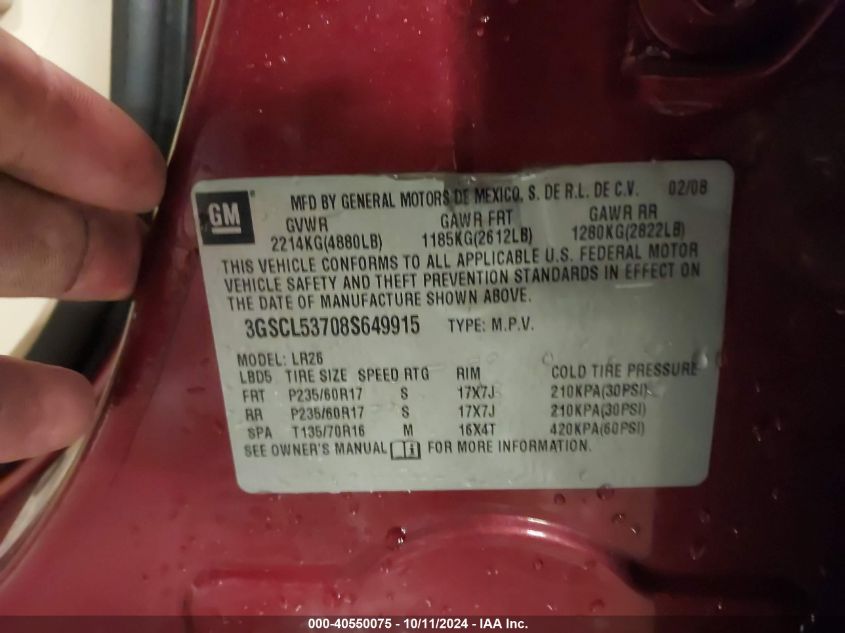 GM MFD BY GENERAL MOTORS DE MEXICO, S. DE R.L. DE C.V. 02/08
GVWR GAWR FRT GAWR RR
2214KG(4880LB) 1185KG(2612LB) 1280KG(2822LB)
THIS VEHICLE CONFORMS TO ALL APPLICABLE U.S. FEDERAL MOTOR
VEHICLE SAFETY AND THEFT PREVENTION STANDARDS IN EFFECT ON
THE DATE OF MANUFACTURE SHOWN ABOVE.
3GSCL53708S649915 TYPE: M.P.V.
MODEL: LR26
LBD5 TIRE SIZE SPEED RTG RIM COLD TIRE PRESSURE
FRT P235/60R17 S 17X7J 210KPA(30PSI)
RR P235/60R17 S 17X7J 210KPA(30PSI)
SPA T135/70R16 M 16X4T 420KPA(60PSI)
SEE OWNER'S MANUAL FOR MORE INFORMATION.
000-40550075 - 10/11/2024 - IAA Inc.